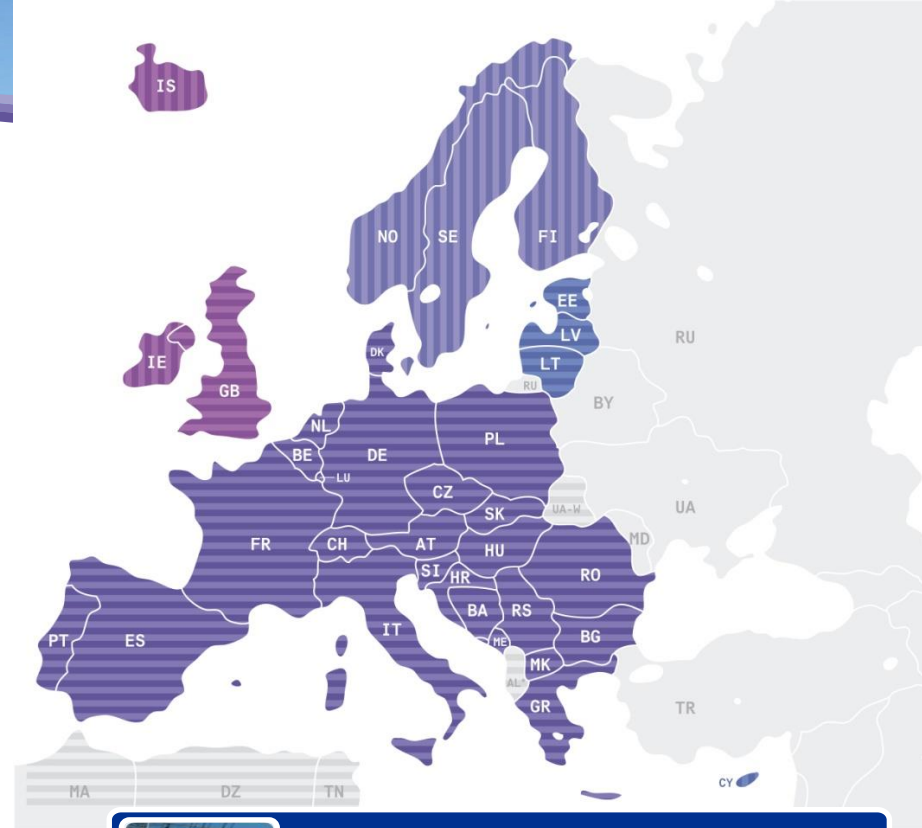 IS
NO
SE
FI
EE
LV
LT
RU
RU
BY
IE
GB
DK
NL
BE
LU
DE
PL
CZ
SK
UA-W
UA
MD
FR
CH
AT
HU
SI
HR
RO
BA
RS
ME
BG
PT
ES
IT
MK
AL*
GR
TR
CY
MA
DZ
TN